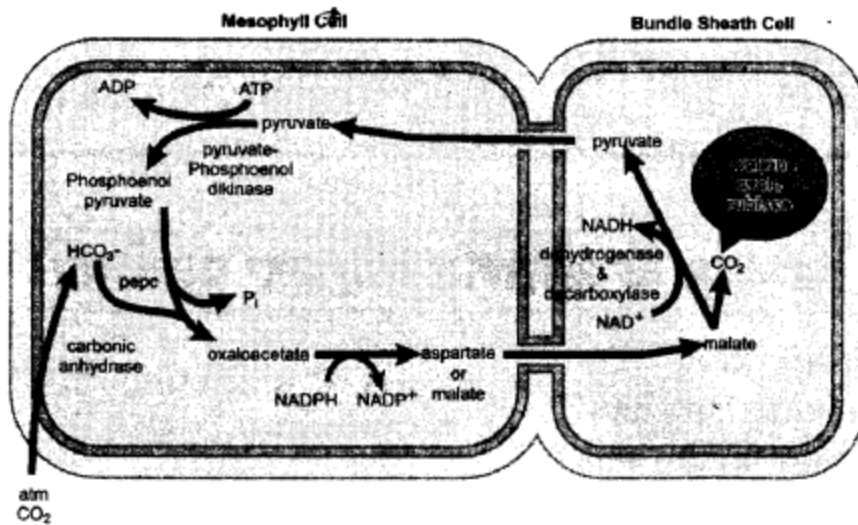 Mesophyll Cell
Bundle Sheath Cell
ADP
ATP
pyruvate
pyruvate-
Phosphoenol
dikinase
Phosphoenol
pyruvate
HCO3-
pepc
Pi
carbonic
anhydrase
oxaloacetate
NADPH
NADP+
aspartate
or
malate
atm
CO2
pyruvate
NADH
dehydrogenase
&
decarboxylase
NAD+
CO2
malate